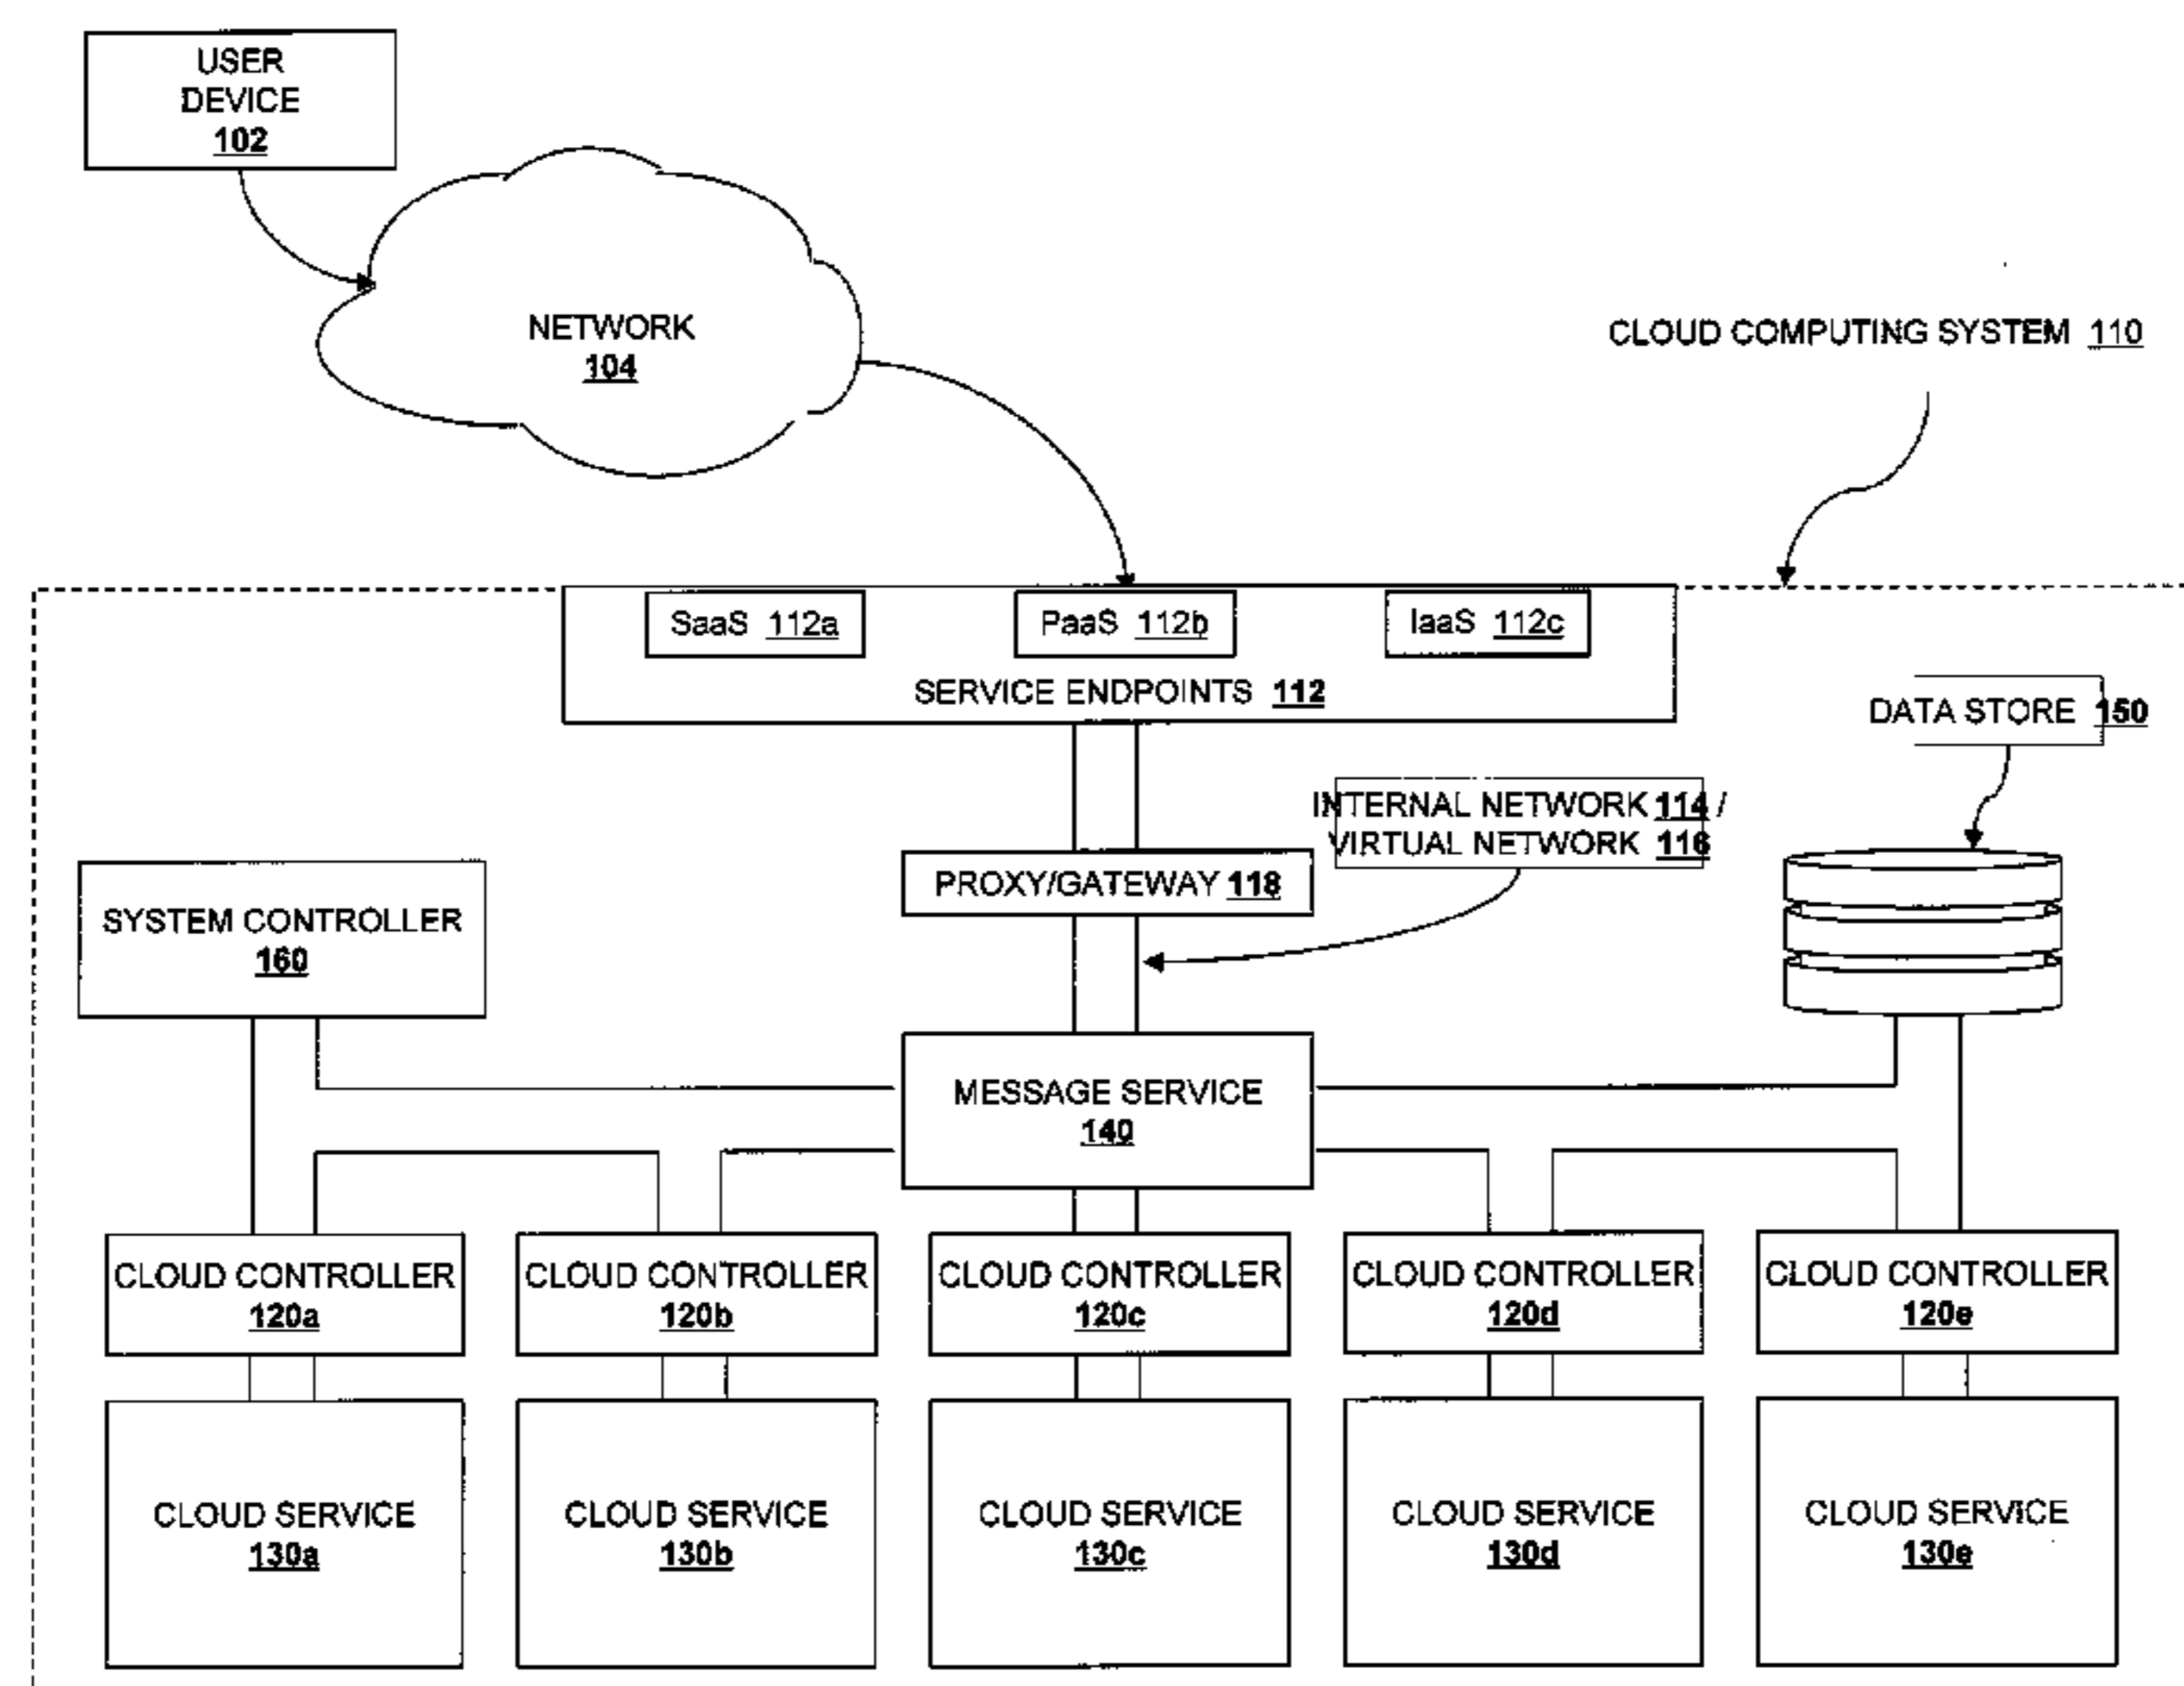 USER
DEVICE
102
NETWORK
104
CLOUD COMPUTING SYSTEM 110
SaaS 112a
PaaS 112b
IaaS 112c
SERVICE ENDPOINTS 112
DATA STORE 150
INTERNAL NETWORK 114 /
VIRTUAL NETWORK 116
PROXY/GATEWAY 118
SYSTEM CONTROLLER
160
MESSAGE SERVICE
140
CLOUD CONTROLLER
120a
CLOUD CONTROLLER
120b
CLOUD CONTROLLER
120c
CLOUD CONTROLLER
120d
CLOUD CONTROLLER
120e
CLOUD SERVICE
130a
CLOUD SERVICE
130b
CLOUD SERVICE
130c
CLOUD SERVICE
130d
CLOUD SERVICE
130e